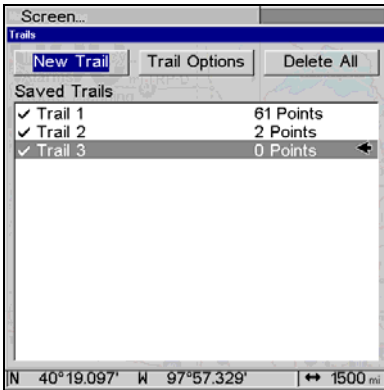 Screen...
Trails
New Trail Trail Options Delete All
Saved Trails
Trail 1 61 Points
Trail 2 2 Points
Trail 3 0 Points
N 40°19.097' W 97°57.329' ↔ 1500 mi